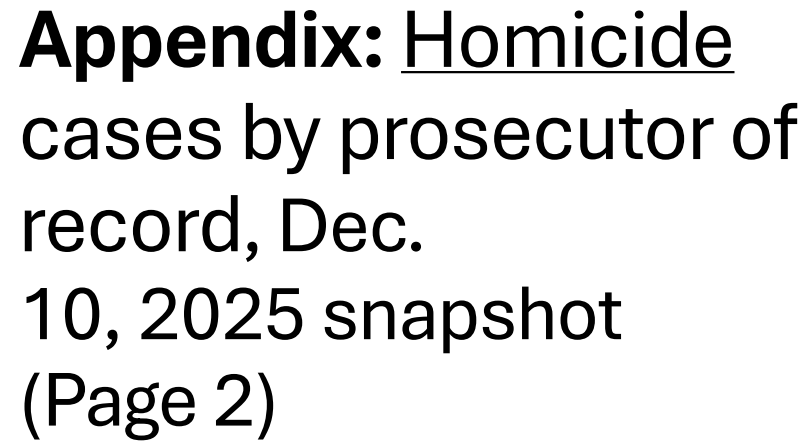 Appendix: Homicide
cases by prosecutor of
record, Dec.
10, 2025 snapshot
(Page 2)